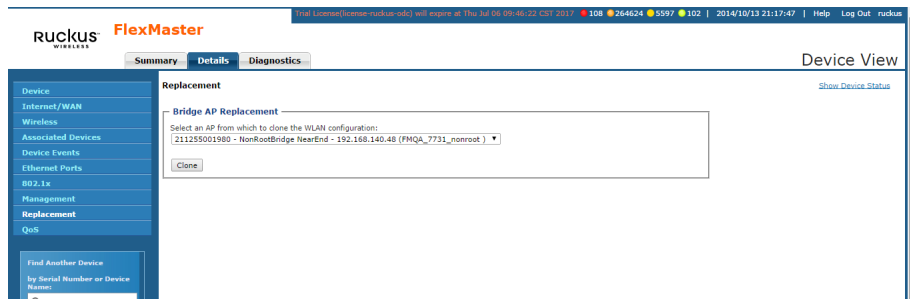 Trial License(license-ruckus-odc) will expire at Thu Jul 06 09:46:22 CST 2017 108 264624 5597 102 | 2014/10/13 21:17:47 | Help Log Out ruckus
RUCKUS WIRELESS FlexMaster
Summary Details Diagnostics
Device View
Device
Internet/WAN
Wireless
Associated Devices
Device Events
Ethernet Ports
802.1x
Management
Replacement
QoS
Find Another Device
by Serial Number or Device
Name:
Replacement
Show Device Status
Bridge AP Replacement
Select an AP from which to clone the WLAN configuration:
211255001980 - NonRootBridge NearEnd - 192.168.140.48 (FMQA_7731_nonroot )
Clone